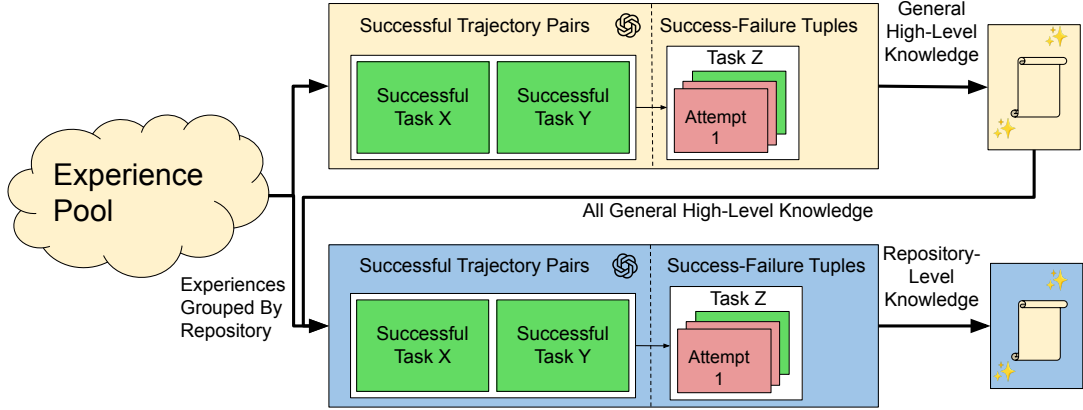 Successful Trajectory Pairs
Success-Failure Tuples
Task Z
Successful
Task X
Successful
Task Y
Attempt
1
General
High-Level
Knowledge
Experience
Pool
All General High-Level Knowledge
Experiences
Grouped By
Repository
Successful Trajectory Pairs
Success-Failure Tuples
Task Z
Successful
Task X
Successful
Task Y
Attempt
1
Repository-
Level
Knowledge